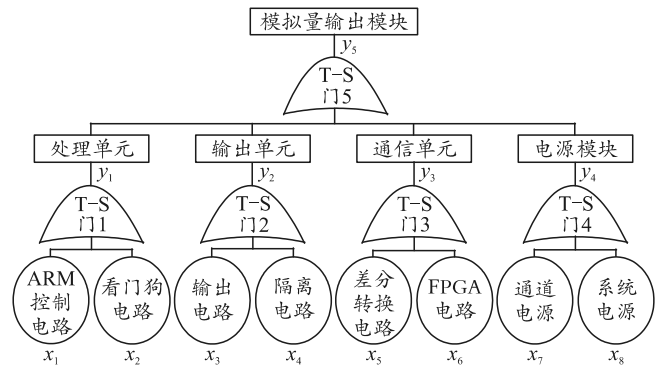 模拟量输出模块
y5
T-S
门5
处理单元
输出单元
通信单元
电源模块
y1
y2
y3
y4
T-S
门1
T-S
门2
T-S
门3
T-S
门4
ARM
控制
电路
看门狗
电路
输出
电路
隔离
电路
差分
转换
电路
FPGA
电路
通道
电源
系统
电源
x1
x2
x3
x4
x5
x6
x7
x8